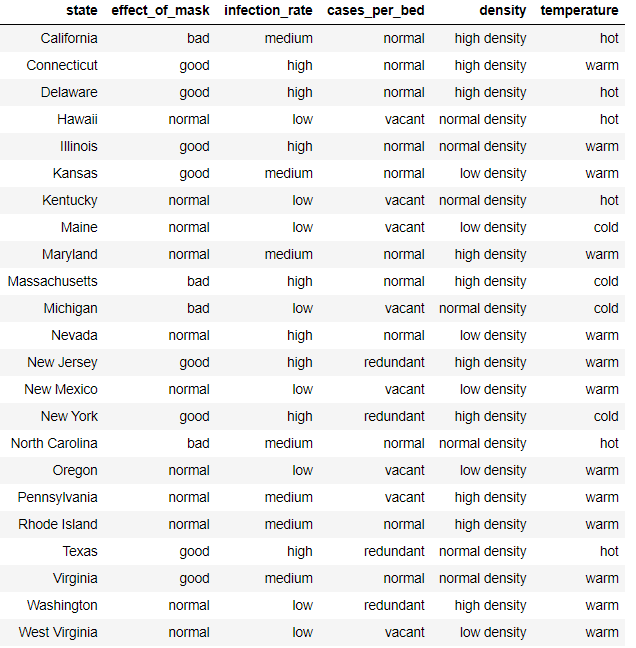 state effect_of_mask infection_rate cases_per_bed density temperature
California bad medium normal high density hot
Connecticut good high normal high density warm
Delaware good high normal high density hot
Hawaii normal low vacant normal density hot
Illinois good high normal normal density warm
Kansas good medium normal low density warm
Kentucky normal low vacant normal density hot
Maine normal low vacant low density cold
Maryland normal medium normal high density warm
Massachusetts bad high normal high density cold
Michigan bad low vacant normal density cold
Nevada normal high normal low density warm
New Jersey good high redundant high density warm
New Mexico normal low vacant low density warm
New York good high redundant high density cold
North Carolina bad medium normal normal density hot
Oregon normal low vacant low density warm
Pennsylvania normal medium vacant high density warm
Rhode Island normal medium normal high density warm
Texas good high redundant normal density hot
Virginia good medium normal normal density warm
Washington normal low redundant high density warm
West Virginia normal low vacant low density warm